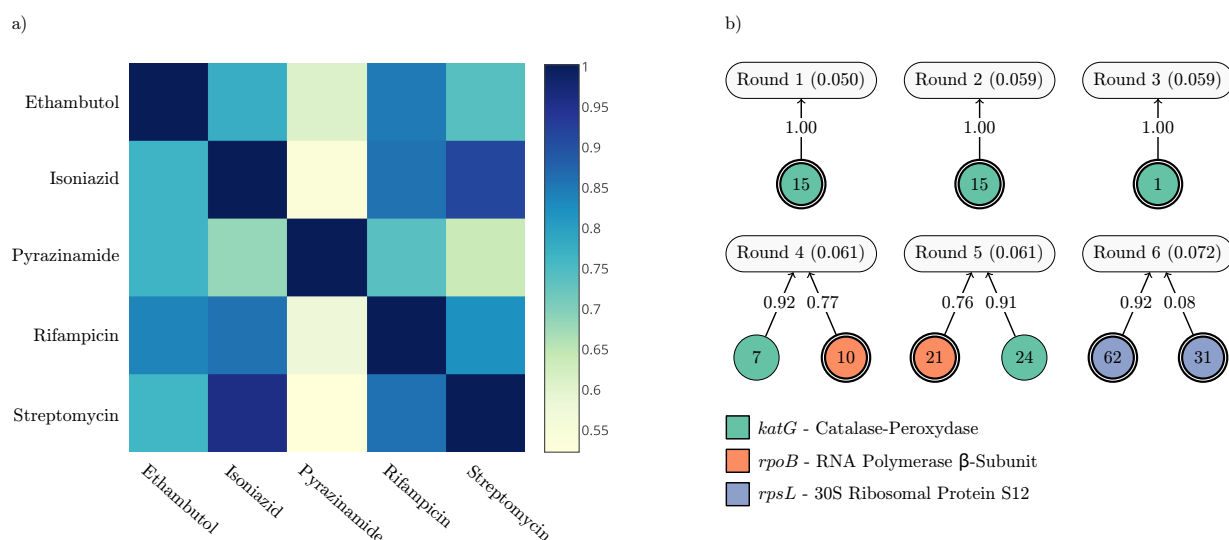 a)
Ethambutol
Isoniazid
Pyrazinamide
Rifampicin
Streptomycin
Ethambutol
Isoniazid
Pyrazinamide
Rifampicin
Streptomycin
1
0.95
0.9
0.85
0.8
0.75
0.7
0.65
0.6
0.55
b)
Round 1 (0.050) Round 2 (0.059) Round 3 (0.059)
1.00 1.00 1.00
15 15 1
Round 4 (0.061) Round 5 (0.061) Round 6 (0.072)
0.92 0.77 0.76 0.91 0.92 0.08
7 10 21 24 62 31
katG - Catalase-Peroxydase
rpoB - RNA Polymerase β-Subunit
rpsL - 30S Ribosomal Protein S12